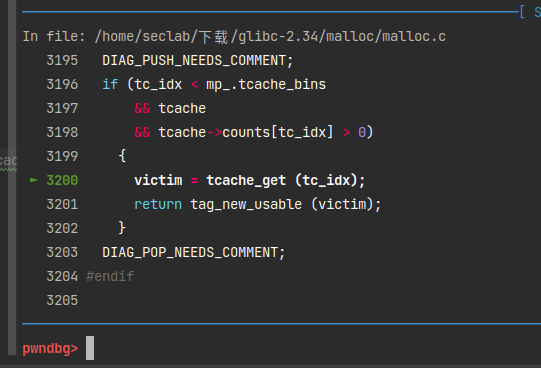 [ S
In file: /home/seclab/下载/glibc-2.34/malloc/malloc.c
3195   DIAG_PUSH_NEEDS_COMMENT;
3196   if (tc_idx < mp_.tcache_bins
3197       && tcache
3198       && tcache->counts[tc_idx] > 0)
3199     {
► 3200       victim = tcache_get (tc_idx);
3201       return tag_new_usable (victim);
3202     }
3203   DIAG_POP_NEEDS_COMMENT;
3204 #endif
3205
pwndbg>